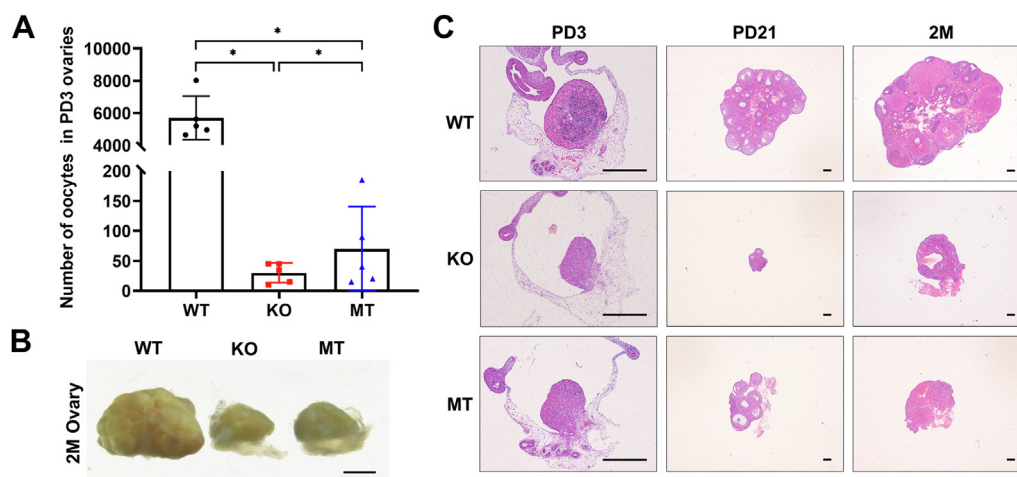 A
Number of oocytes in PD3 ovaries
10000
8000
6000
4000
200
150
100
50
0
* * *
WT KO MT
B
WT KO MT
2M Ovary
C
PD3 PD21 2M
WT
KO
MT